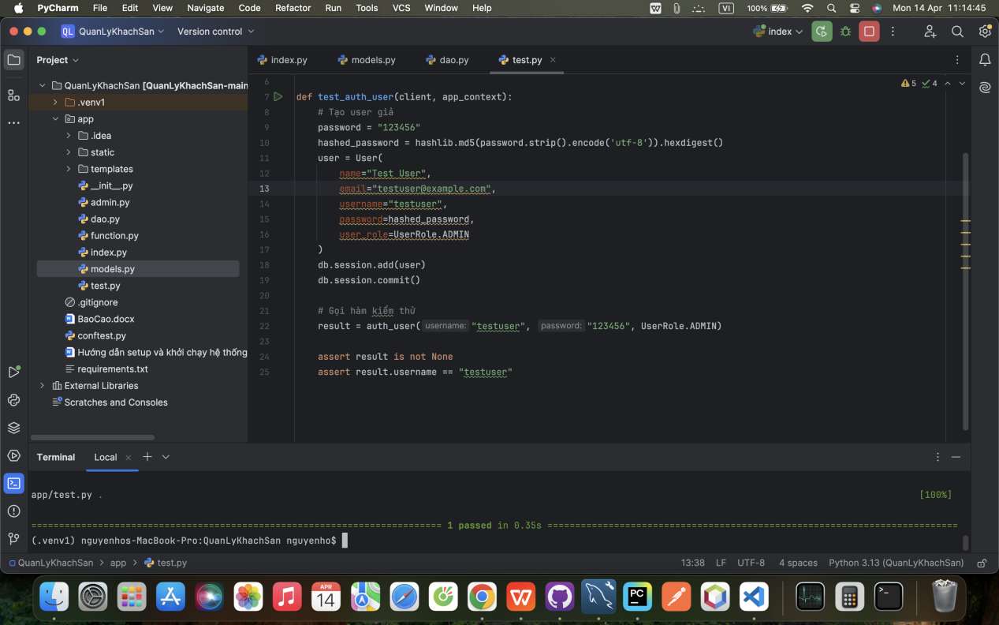 PyCharm File Edit View Navigate Code Refactor Run Tools VCS Window Help VI 100% Mon 14 Apr 11:14:45
QL QuanLyKhachSan Version control index
Project
index.py models.py dao.py test.py
QuanLyKhachSan [QuanLyKhachSan-main
.venv1
app
.idea
static
templates
__init__.py
admin.py
dao.py
function.py
index.py
models.py
test.py
.gitignore
BaoCao.docx
conftest.py
Hướng dẫn setup và khởi chạy hệ thống
requirements.txt
External Libraries
Scratches and Consoles
5 4
6
7 def test_auth_user(client, app_context):
8 # Tạo user giả
9 password = "123456"
10 hashed_password = hashlib.md5(password.strip().encode('utf-8')).hexdigest()
11 user = User(
12 name="Test User",
13 email="testuser@example.com",
14 username="testuser",
15 password=hashed_password,
16 user_role=UserRole.ADMIN
17 )
18 db.session.add(user)
19 db.session.commit()
20
21 # Gọi hàm kiểm thử
22 result = auth_user( username: "testuser", password: "123456", UserRole.ADMIN)
23
24 assert result is not None
25 assert result.username == "testuser"
Terminal Local
app/test.py . [100%]
=========================================================================== 1 passed in 0.35s ===========================================================================
(.venv1) nguyenhos-MacBook-Pro:QuanLyKhachSan nguyenho$
QuanLyKhachSan > app > test.py 13:38 LF UTF-8 4 spaces Python 3.13 (QuanLyKhachSan)
APR
14
PC